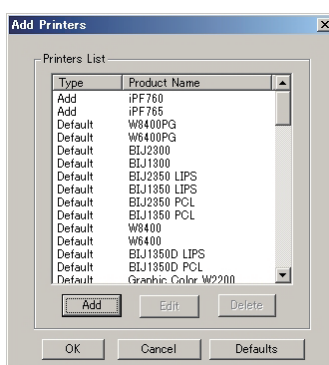 Add Printers
Printers List
Type Product Name
Add iPF760
Add iPF765
Default W8400PG
Default W6400PG
Default BIJ2300
Default BIJ1300
Default BIJ2350 LIPS
Default BIJ1350 LIPS
Default BIJ2350 PCL
Default BIJ1350 PCL
Default W8400
Default W6400
Default BIJ1350D LIPS
Default BIJ1350D PCL
Default Graphic Color W2200
Add Edit Delete
OK Cancel Defaults